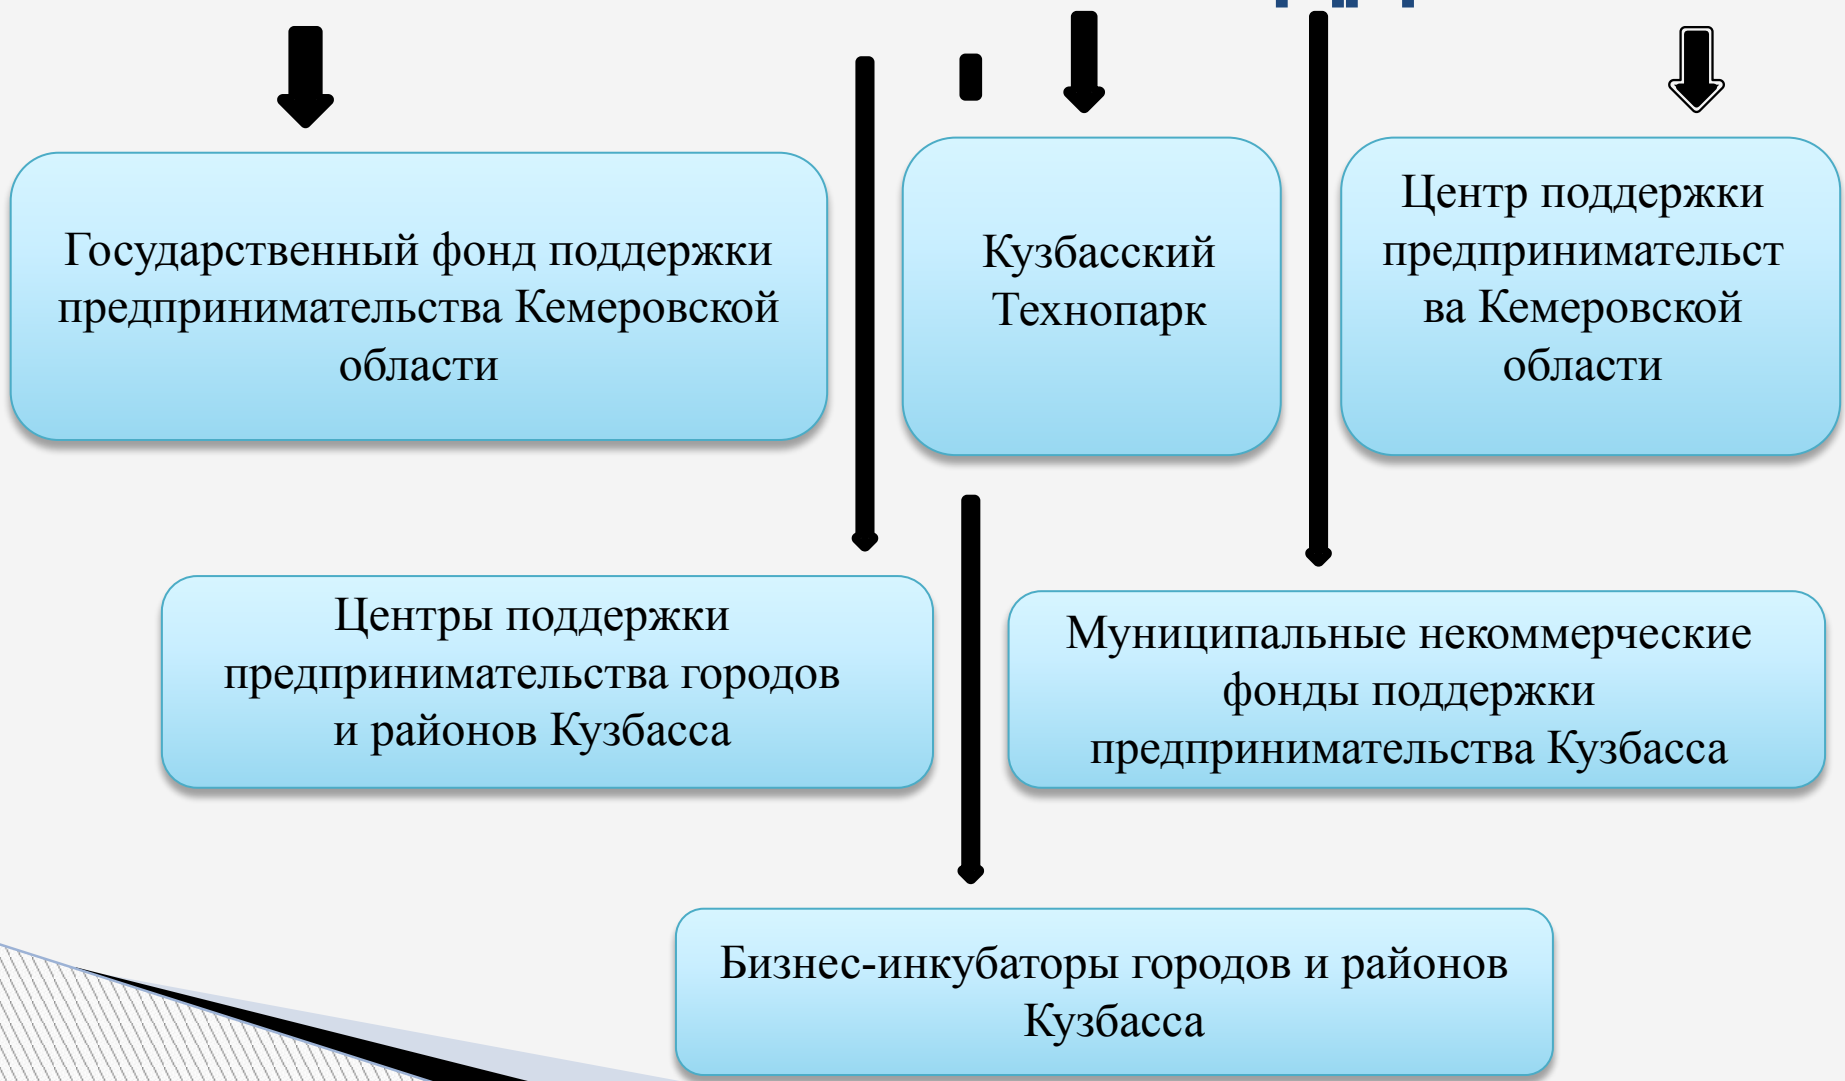 Государственный фонд поддержки
предпринимательства Кемеровской
области
Кузбасский
Технопарк
Центр поддержки
предпринимательст
ва Кемеровской
области
Центры поддержки
предпринимательства городов
и районов Кузбасса
Муниципальные некоммерческие
фонды поддержки
предпринимательства Кузбасса
Бизнес-инкубаторы городов и районов
Кузбасса